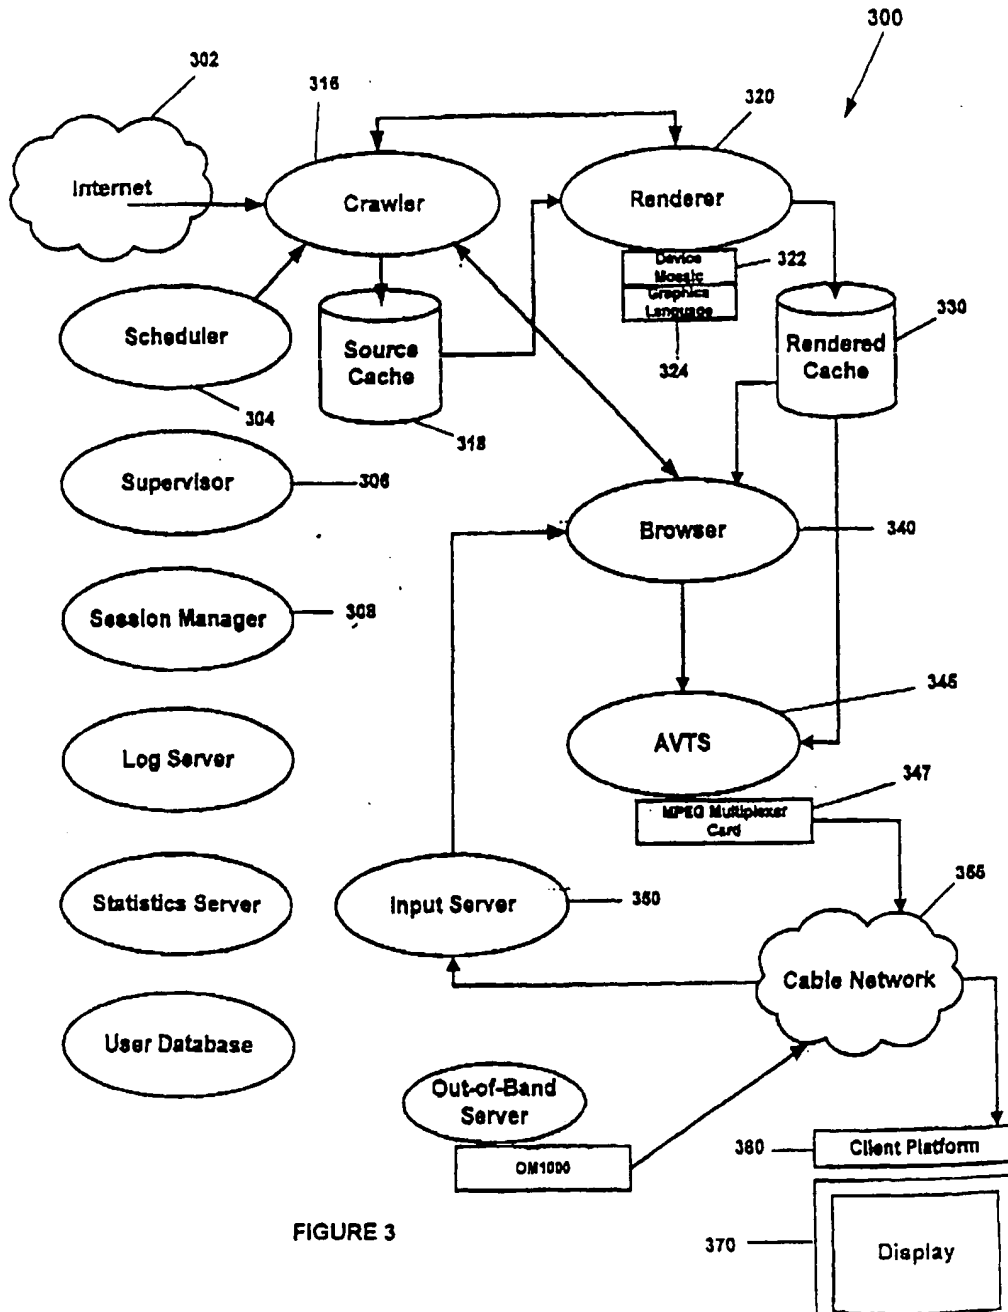 300
302
316
320
Internet
Crawler
Renderer
Device
Mosaic
322
Graphics
Language
324
330
Scheduler
Source
Cache
Rendered
Cache
304
318
Supervisor
306
Browser
340
Session Manager
308
345
AVTS
Log Server
347
MPEG Multiplexer
Card
355
Statistics Server
Input Server
350
Cable Network
User Database
Out-of-Band
Server
360
Client Platform
OM1000
FIGURE 3
370
Display